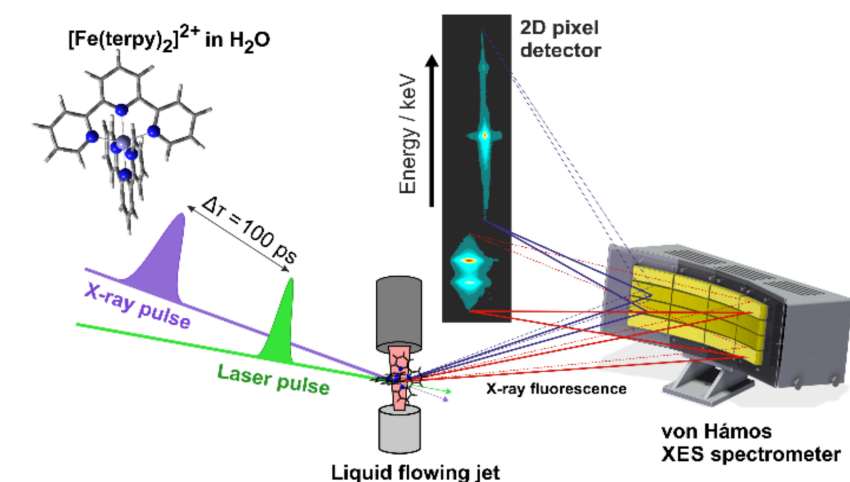 [Fe(terpy)₂]²⁺ in H₂O
2D pixel
detector
Energy / keV
Δτ = 100 ps
X-ray pulse
Laser pulse
X-ray fluorescence
von Hámos
XES spectrometer
Liquid flowing jet